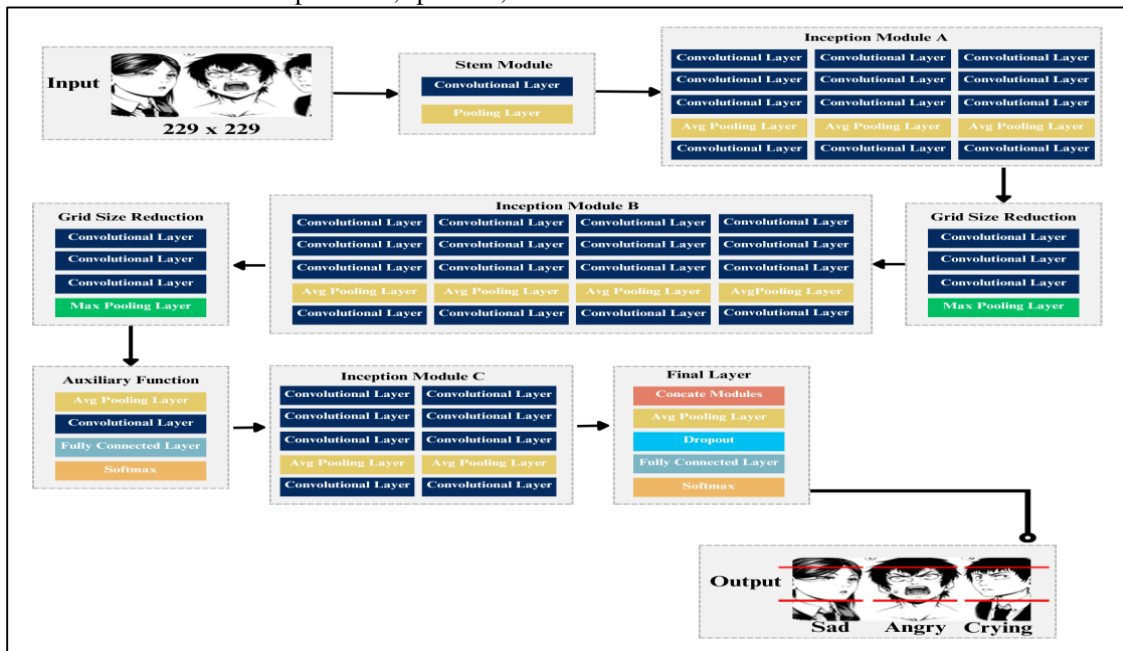 Input
229 x 229
Stem Module
Convolutional Layer
Pooling Layer
Inception Module A
Convolutional Layer Convolutional Layer Convolutional Layer
Convolutional Layer Convolutional Layer Convolutional Layer
Convolutional Layer Convolutional Layer Convolutional Layer
Avg Pooling Layer Avg Pooling Layer Avg Pooling Layer
Convolutional Layer Convolutional Layer Convolutional Layer
Grid Size Reduction
Convolutional Layer
Convolutional Layer
Convolutional Layer
Max Pooling Layer
Inception Module B
Convolutional Layer Convolutional Layer Convolutional Layer Convolutional Layer
Convolutional Layer Convolutional Layer Convolutional Layer Convolutional Layer
Convolutional Layer Convolutional Layer Convolutional Layer Convolutional Layer
Avg Pooling Layer Avg Pooling Layer Avg Pooling Layer AvgPooling Layer
Convolutional Layer Convolutional Layer Convolutional Layer Convolutional Layer
Grid Size Reduction
Convolutional Layer
Convolutional Layer
Convolutional Layer
Max Pooling Layer
Auxiliary Function
Avg Pooling Layer
Convolutional Layer
Fully Connected Layer
Softmax
Inception Module C
Convolutional Layer Convolutional Layer
Convolutional Layer Convolutional Layer
Convolutional Layer Convolutional Layer
Avg Pooling Layer Avg Pooling Layer
Convolutional Layer Convolutional Layer
Final Layer
Concate Modules
Avg Pooling Layer
Dropout
Fully Connected Layer
Softmax
Output
Sad Angry Crying